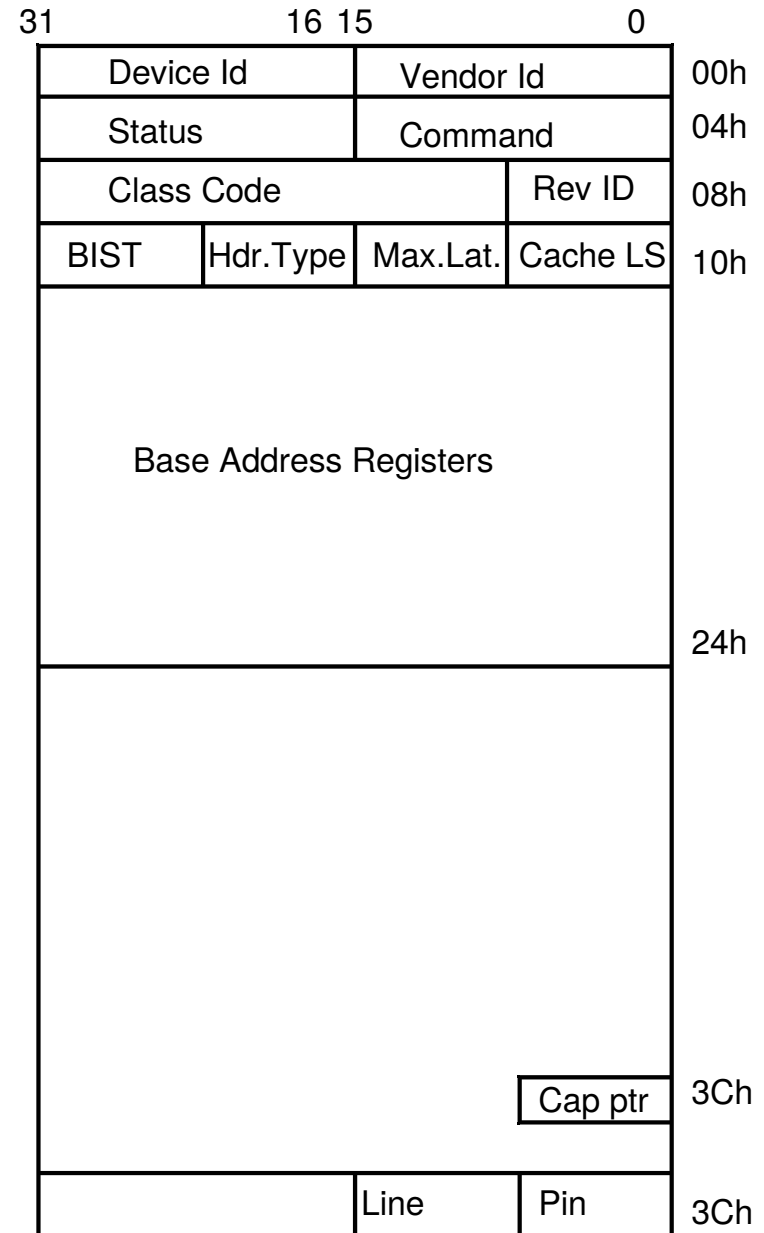 31 16 15 0
Device Id Vendor Id 00h
Status Command 04h
Class Code Rev ID 08h
BIST Hdr.Type Max.Lat. Cache LS 10h
Base Address Registers
24h
Cap ptr 3Ch
Line Pin 3Ch